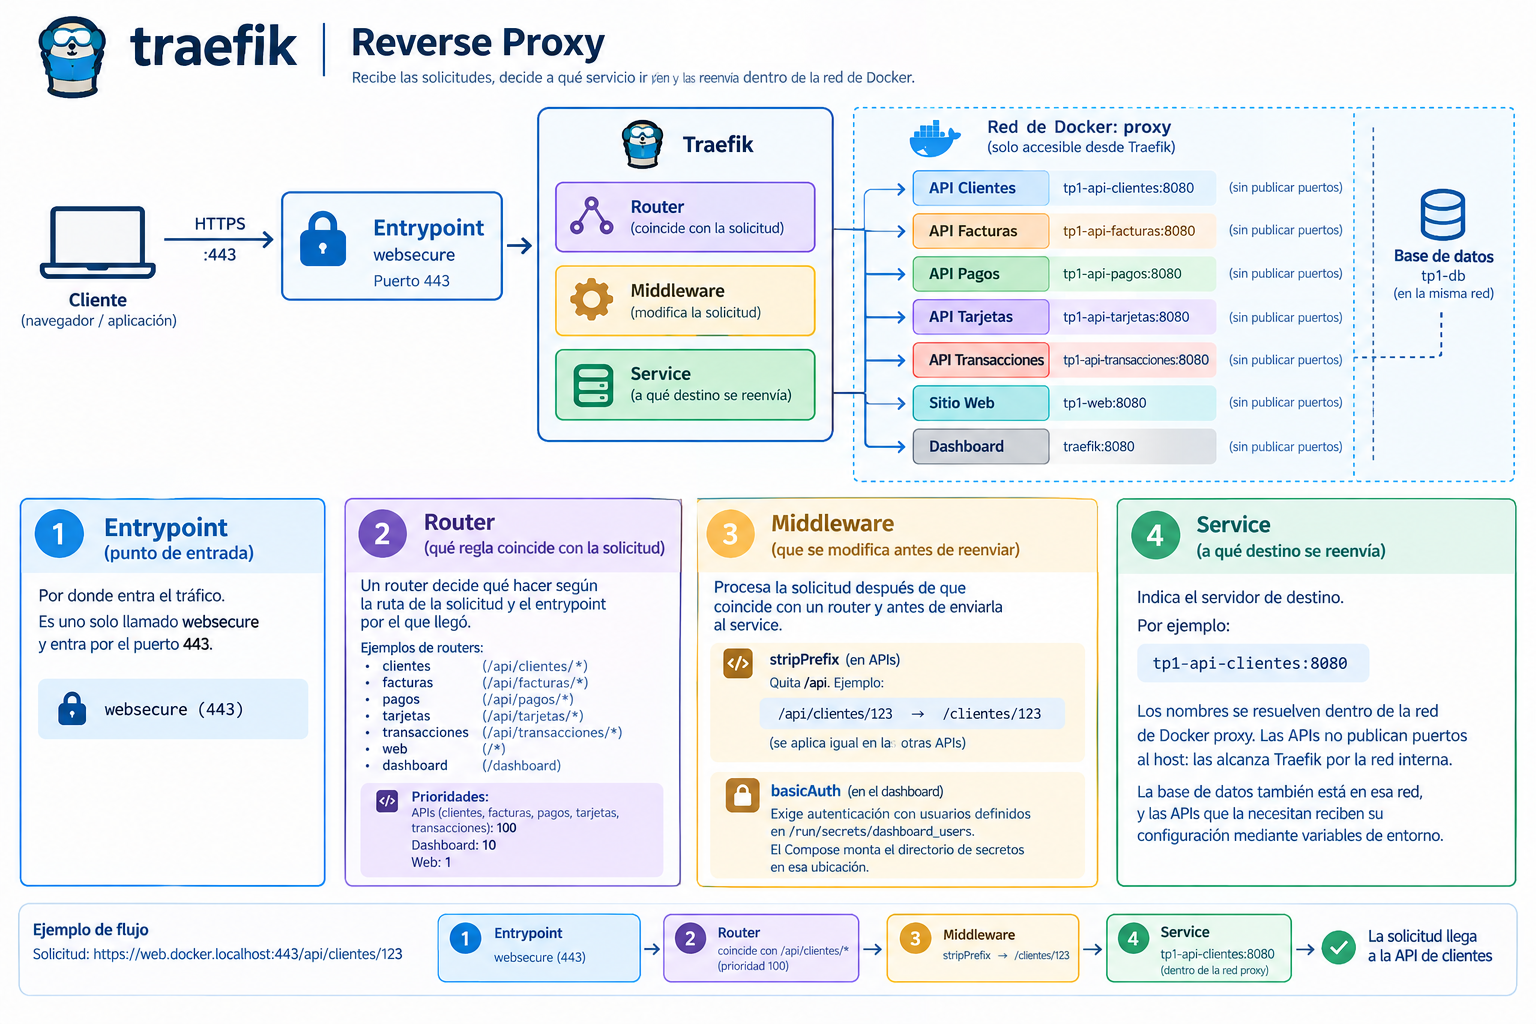 traefik
Reverse Proxy
Recibe las solicitudes, decide a qué servicio ir y las reenvía dentro de la red de Docker.
HTTPS
:443
Cliente
(navegador / aplicación)
Entrypoint
websecure
Puerto 443
Traefik
Router
(coincide con la solicitud)
Middleware
(modifica la solicitud)
Service
(a qué destino se reenvía)
Red de Docker: proxy
(solo accesible desde Traefik)
API Clientes tp1-api-clientes:8080 (sin publicar puertos)
API Facturas tp1-api-facturas:8080 (sin publicar puertos)
API Pagos tp1-api-pagos:8080 (sin publicar puertos)
API Tarjetas tp1-api-tarjetas:8080 (sin publicar puertos)
API Transacciones tp1-api-transacciones:8080 (sin publicar puertos)
Sitio Web tp1-web:8080 (sin publicar puertos)
Dashboard traefik:8080 (sin publicar puertos)
Base de datos
tp1-db
(en la misma red)
1 Entrypoint
(punto de entrada)
Por donde entra el tráfico.
Es uno solo llamado websecure
y entra por el puerto 443.
websecure (443)
2 Router
(qué regla coincide con la solicitud)
Un router decide qué hacer según
la ruta de la solicitud y el entrypoint
por el que llegó.
Ejemplos de routers:
• clientes (/api/clientes/*)
• facturas (/api/facturas/*)
• pagos (/api/pagos/*)
• tarjetas (/api/tarjetas/*)
• transacciones (/api/transacciones/*)
• web (/*)
• dashboard (/dashboard)
</> Prioridades:
APIs (clientes, facturas, pagos, tarjetas,
transacciones): 100
Dashboard: 10
Web: 1
3 Middleware
(que se modifica antes de reenviar)
Procesa la solicitud después de que
coincide con un router y antes de enviarla
al service.
</> stripPrefix (en APIs)
Quita /api. Ejemplo:
/api/clientes/123 → /clientes/123
(se aplica igual en la otras APIs)
basicAuth (en el dashboard)
Exige autenticación con usuarios definidos
en /run/secrets/dashboard_users.
El Compose monta el directorio de secretos
en esa ubicación.
4 Service
(a qué destino se reenvía)
Indica el servidor de destino.
Por ejemplo:
tp1-api-clientes:8080
Los nombres se resuelven dentro de la red
de Docker proxy. Las APIs no publican puertos
al host: las alcanza Traefik por la red interna.
La base de datos también está en esa red,
y las APIs que la necesitan reciben su
configuración mediante variables de entorno.
Ejemplo de flujo
Solicitud: https://web.docker.localhost:443/api/clientes/123
1 Entrypoint
websecure (443)
2 Router
coincide con /api/clientes/*
(prioridad 100)
3 Middleware
stripPrefix → /clientes/123
4 Service
tp1-api-clientes:8080
(dentro de la red proxy)
La solicitud llega
a la API de clientes